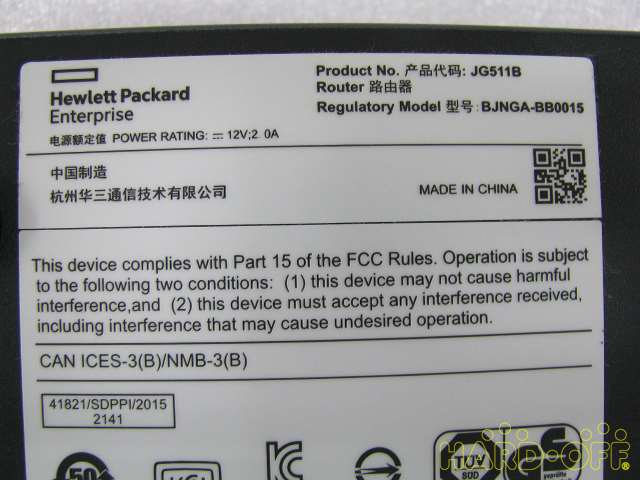 Hewlett Packard
Enterprise
Product No. 产品代码: JG511B
Router 路由器
Regulatory Model 型号: BJNGA-BB0015
电源额定值 POWER RATING: ⎓ 12V;2.0A
中国制造
杭州华三通信技术有限公司
MADE IN CHINA
This device complies with Part 15 of the FCC Rules. Operation is subject
to the following two conditions: (1) this device may not cause harmful
interference,and (2) this device must accept any interference received,
including interference that may cause undesired operation.
CAN ICES-3(B)/NMB-3(B)
41821/SDPPI/2015
2141
50
TÜV
SÜD
HARD-OFF